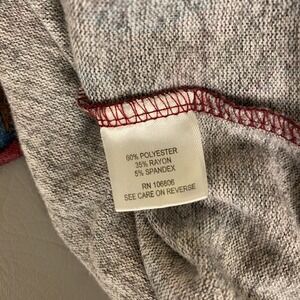 60% POLYESTER
35% RAYON
5% SPANDEX
RN 106806
SEE CARE ON REVERSE